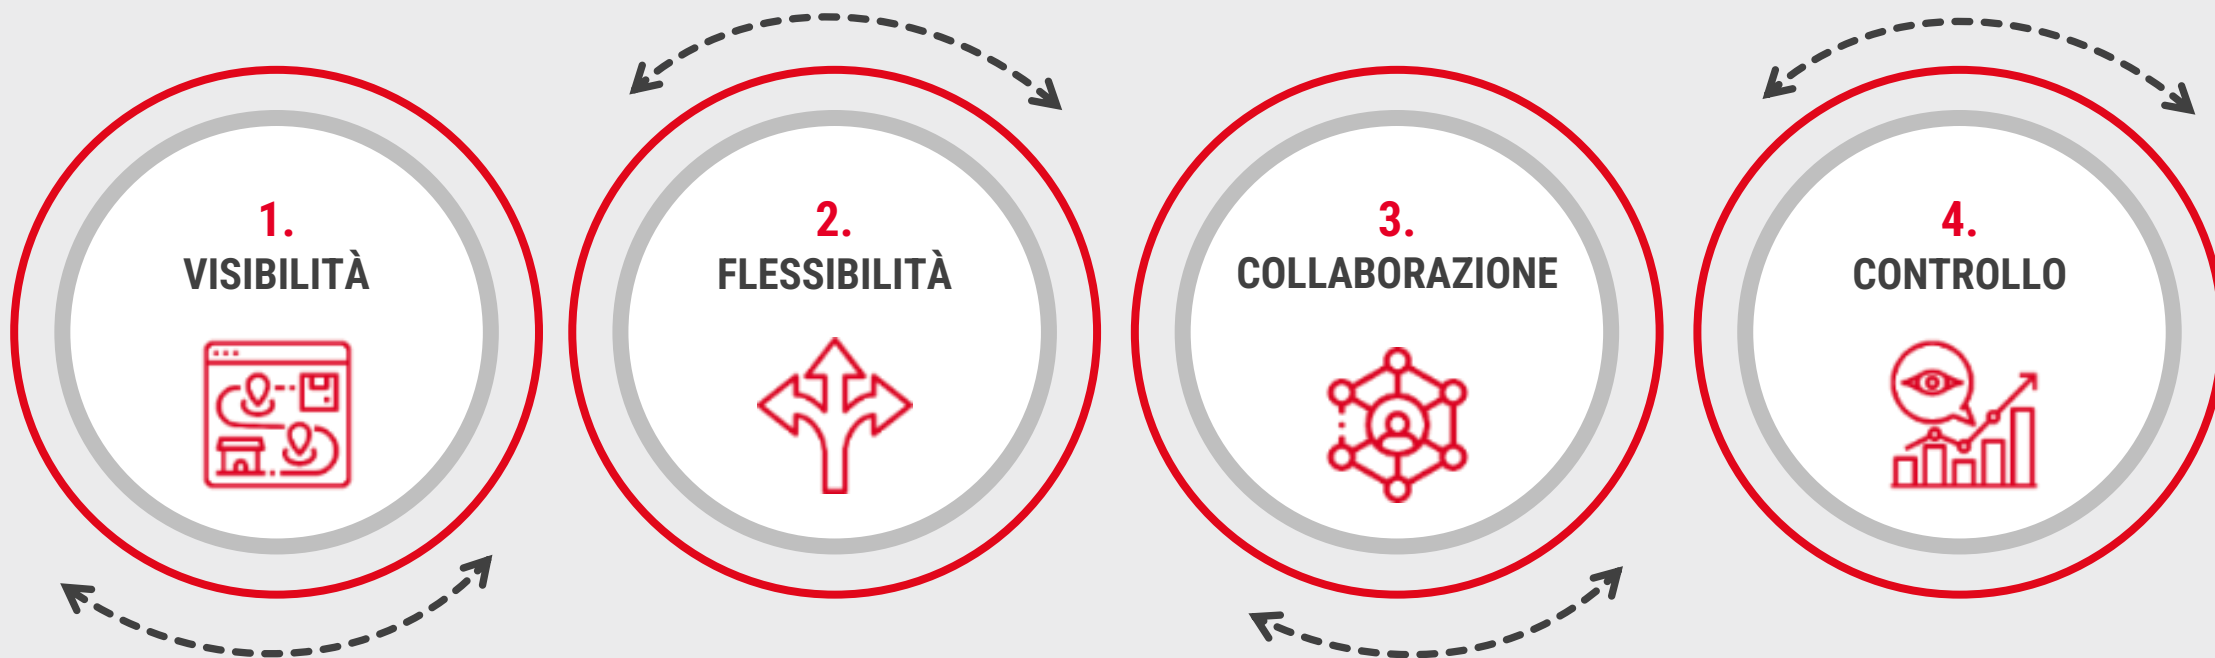 1.
VISIBILITÀ
2.
FLESSIBILITÀ
3.
COLLABORAZIONE
4.
CONTROLLO